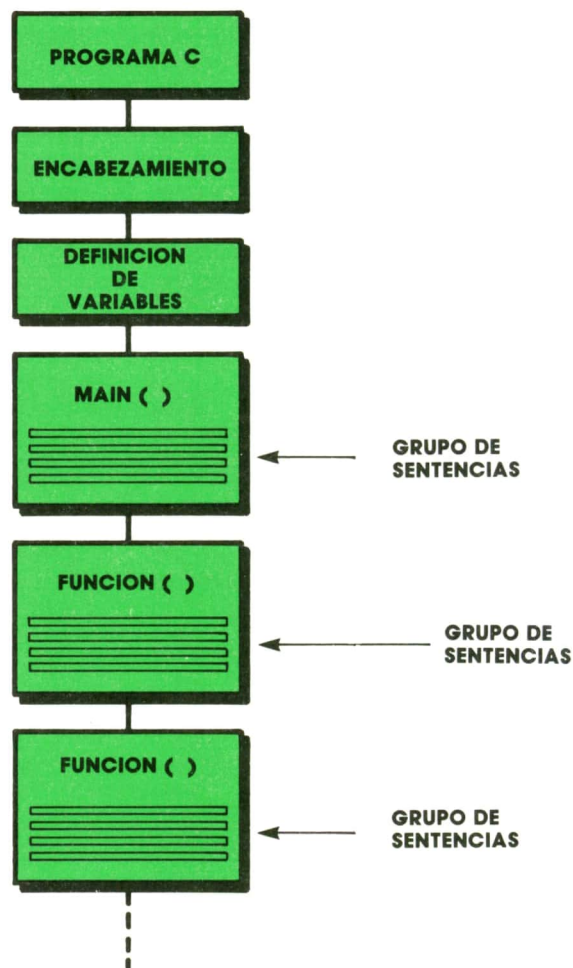 PROGRAMA C
ENCABEZAMIENTO
DEFINICION
DE
VARIABLES
MAIN ( )
GRUPO DE
SENTENCIAS
FUNCION ( )
GRUPO DE
SENTENCIAS
FUNCION ( )
GRUPO DE
SENTENCIAS